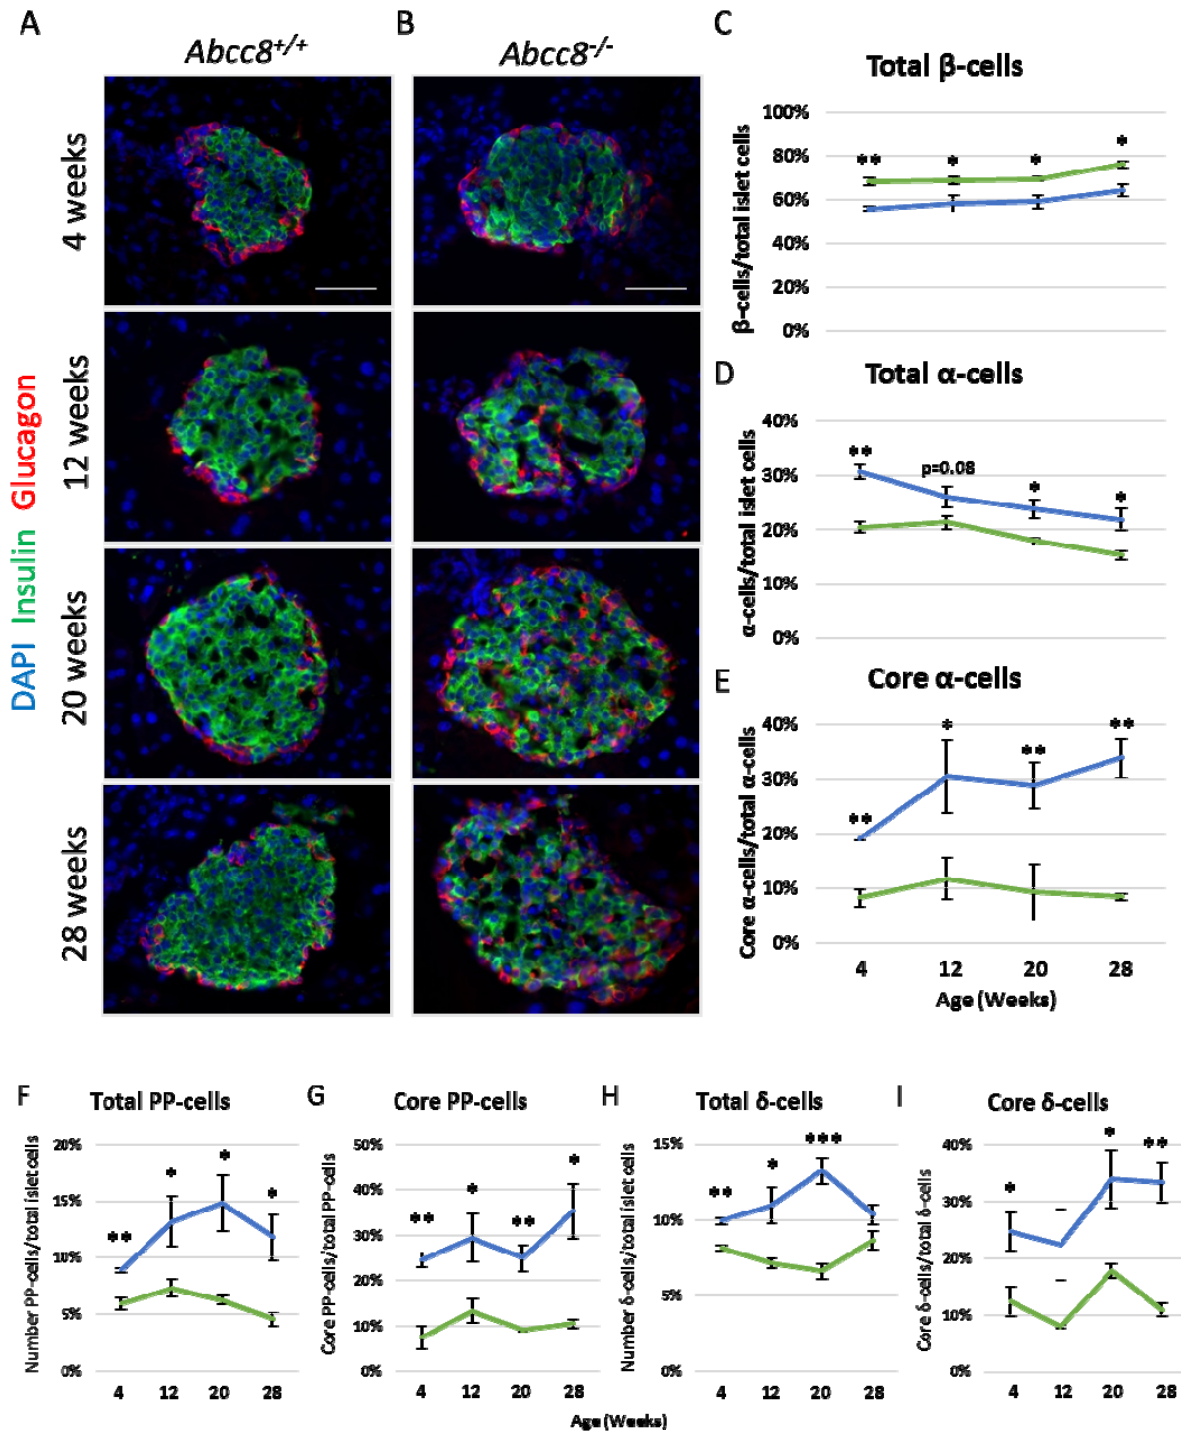 A
B
Abcc8+/+
Abcc8-/-
4 weeks
12 weeks
20 weeks
28 weeks
DAPI Insulin Glucagon
C
Total β-cells
β-cells/total islet cells
100%
80%
60%
40%
20%
0%
** * * *
D
Total α-cells
α-cells/total islet cells
40%
30%
20%
10%
0%
** p=0.08 * *
E
Core α-cells
Core α-cells/total α-cells
40%
30%
20%
10%
0%
** * ** **
4 12 20 28
Age (Weeks)
F
Total PP-cells
Number PP-cells/total islet cells
20%
15%
10%
5%
0%
** * * *
4 12 20 28
G
Core PP-cells
Core PP-cells/total PP-cells
50%
40%
30%
20%
10%
0%
** * ** *
4 12 20 28
H
Total δ-cells
Number δ-cells/total islet cells
15%
10%
5%
0%
** * ***
4 12 20 28
I
Core δ-cells
Core δ-cells/total δ-cells
40%
30%
20%
10%
0%
* * **
4 12 20 28
Age (Weeks)